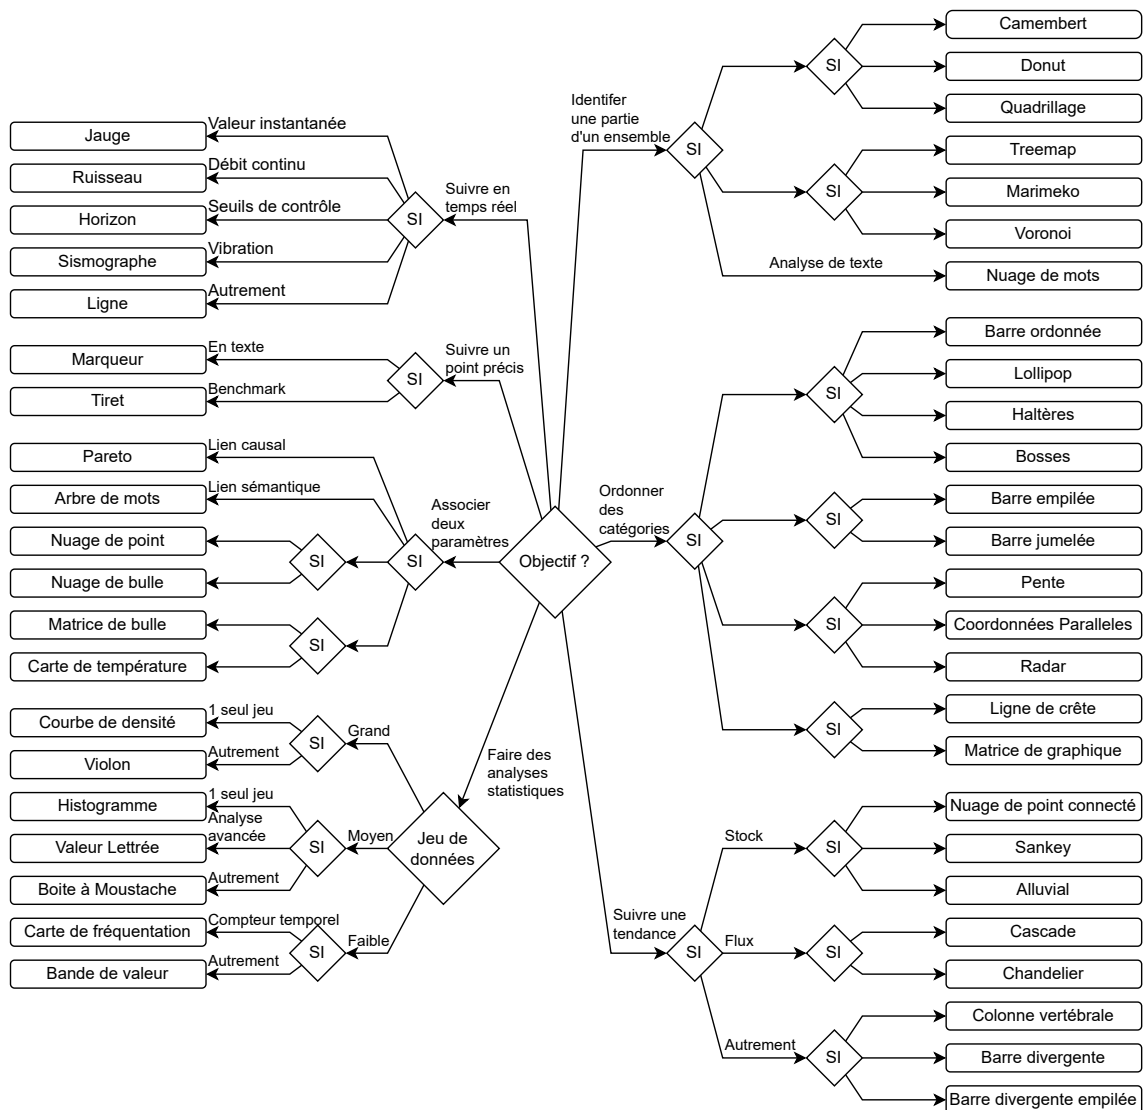 Camembert
Donut
Quadrillage
Treemap
Marimeko
Voronoi
Nuage de mots
SI
SI
SI
Identifer
une partie
d'un ensemble
Analyse de texte
Jauge
Ruisseau
Horizon
Sismographe
Ligne
Valeur instantanée
Débit continu
Seuils de contrôle
Vibration
Autrement
SI
Suivre en
temps réel
Marqueur
Tiret
En texte
Benchmark
SI
Suivre un
point précis
Pareto
Arbre de mots
Nuage de point
Nuage de bulle
Matrice de bulle
Carte de température
Lien causal
Lien sémantique
SI
SI
SI
Associer
deux
paramètres
Objectif ?
Ordonner
des
catégories
SI
SI
SI
SI
SI
Barre ordonnée
Lollipop
Haltères
Bosses
Barre empilée
Barre jumelée
Pente
Coordonnées Paralleles
Radar
Ligne de crête
Matrice de graphique
Courbe de densité
Violon
Histogramme
Valeur Lettrée
Boite à Moustache
Carte de fréquentation
Bande de valeur
1 seul jeu
Autrement
1 seul jeu
Analyse
avancée
Autrement
Compteur temporel
Autrement
SI
SI
SI
Grand
Moyen
Faible
Jeu de
données
Faire des
analyses
statistiques
Suivre une
tendance
SI
Stock
Flux
Autrement
SI
SI
SI
Nuage de point connecté
Sankey
Alluvial
Cascade
Chandelier
Colonne vertébrale
Barre divergente
Barre divergente empilée